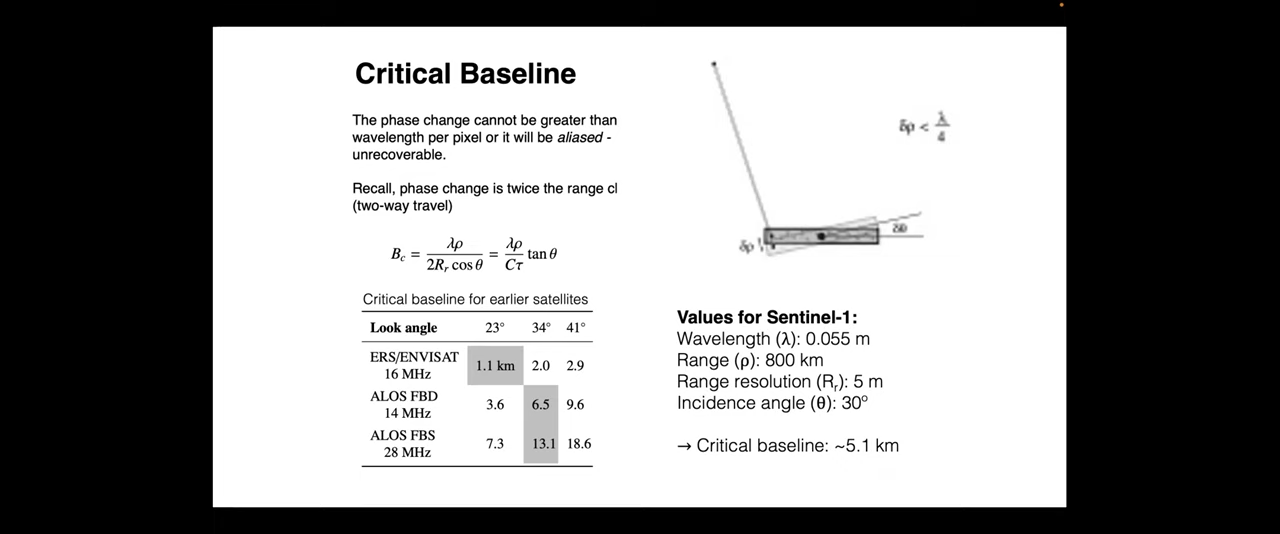 Critical Baseline
The phase change cannot be greater than
wavelength per pixel or it will be aliased -
unrecoverable.
Recall, phase change is twice the range cl
(two-way travel)
B_c = λρ / 2R_r cos θ = λρ / Cτ tan θ
Critical baseline for earlier satellites
Look angle 23° 34° 41°
ERS/ENVISAT
16 MHz 1.1 km 2.0 2.9
ALOS FBD
14 MHz 3.6 6.5 9.6
ALOS FBS
28 MHz 7.3 13.1 18.6
δρ < λ / 4
δρ
Values for Sentinel-1:
Wavelength (λ): 0.055 m
Range (ρ): 800 km
Range resolution (R_r): 5 m
Incidence angle (θ): 30°
→ Critical baseline: ~5.1 km